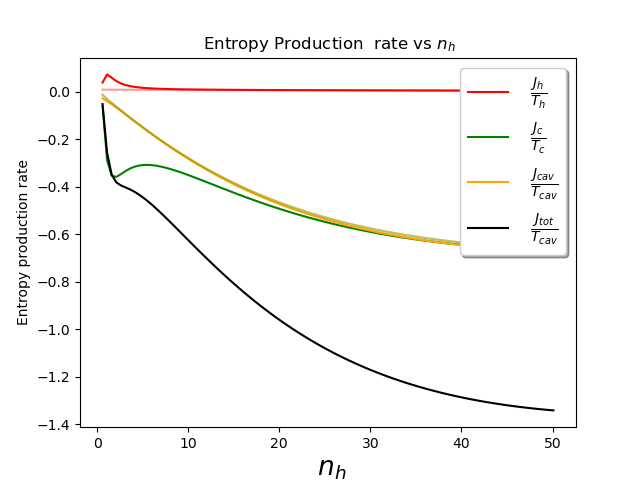 Entropy Production  rate vs $n_h$
Entropy production rate
0.0
−0.2
−0.4
−0.6
−0.8
−1.0
−1.2
−1.4
0 10 20 30 40 50
$n_h$
$\frac{J_h}{T_h}$
$\frac{J_c}{T_c}$
$\frac{J_{cav}}{T_{cav}}$
$\frac{J_{tot}}{T_{cav}}$